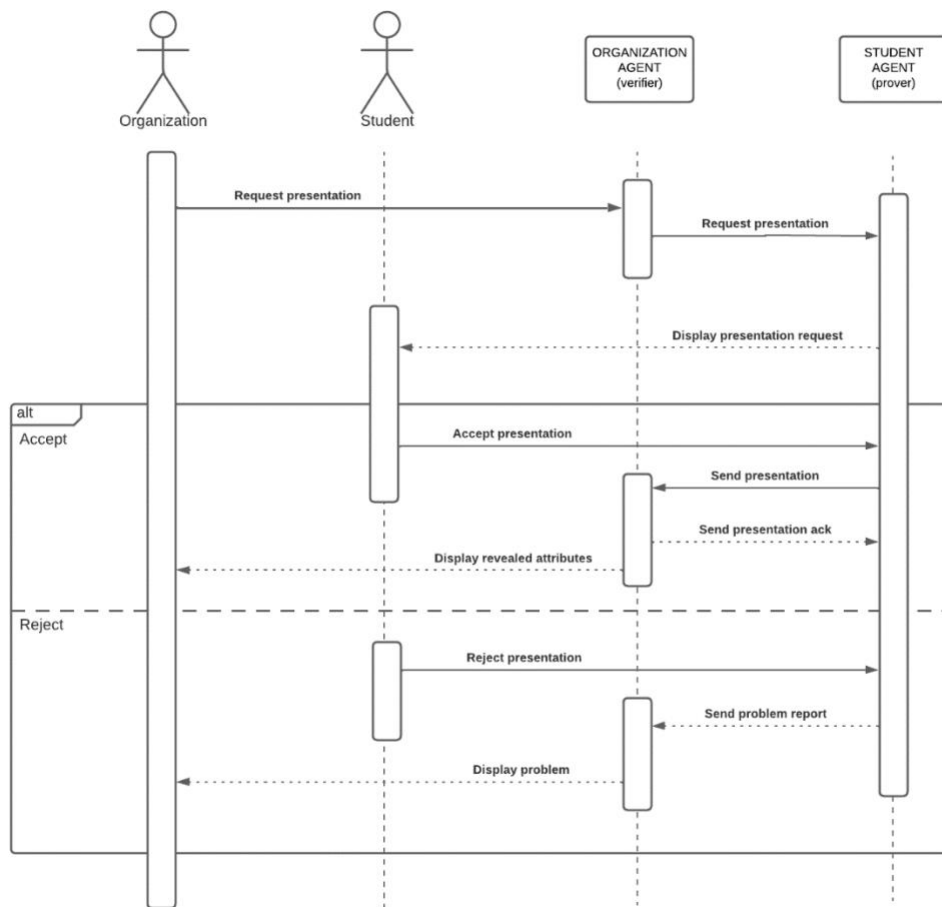 ORGANIZATION
AGENT
(verifier)
STUDENT
AGENT
(prover)
Organization
Student
Request presentation
Request presentation
Display presentation request
alt
Accept
Accept presentation
Send presentation
Send presentation ack
Display revealed attributes
Reject
Reject presentation
Send problem report
Display problem